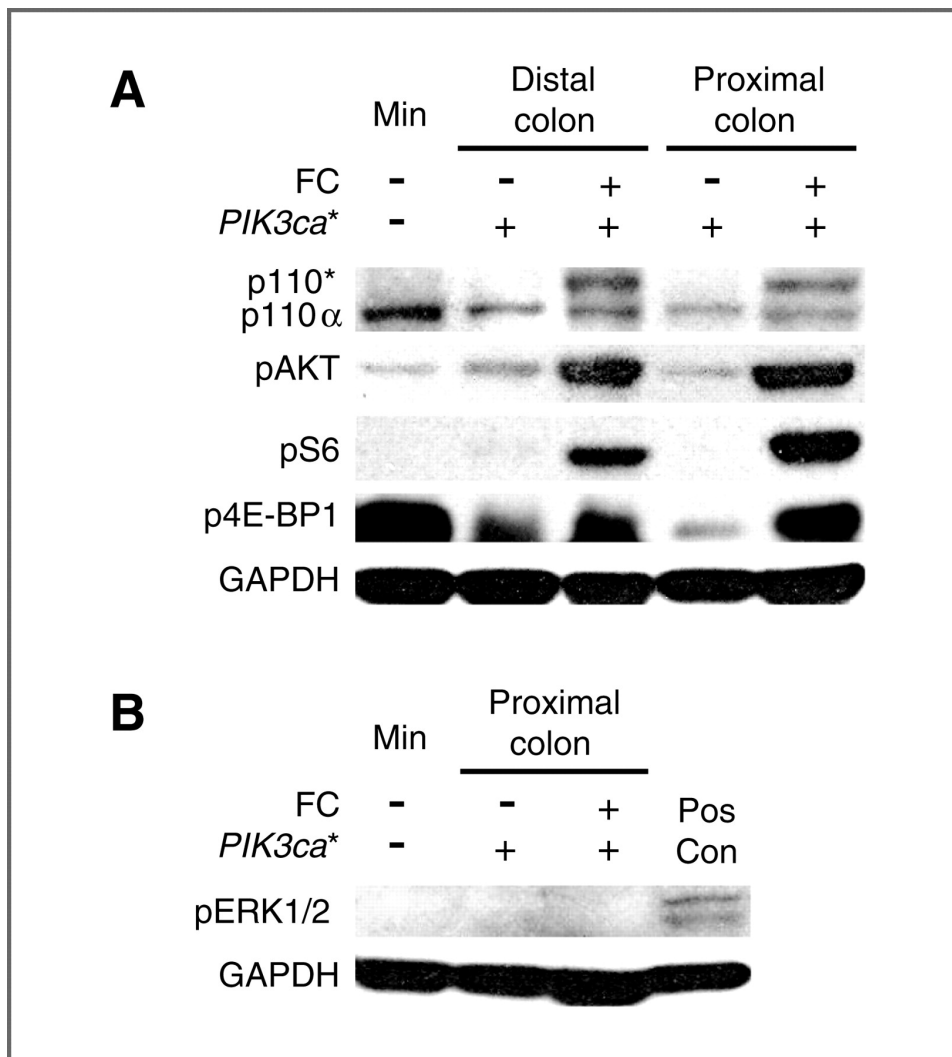 A
Min
Distal
colon
Proximal
colon
FC - - + - +
PIK3ca* - + + + +
p110*
p110α
pAKT
pS6
p4E-BP1
GAPDH
B
Min
Proximal
colon
FC - - + Pos
PIK3ca* - + + Con
pERK1/2
GAPDH